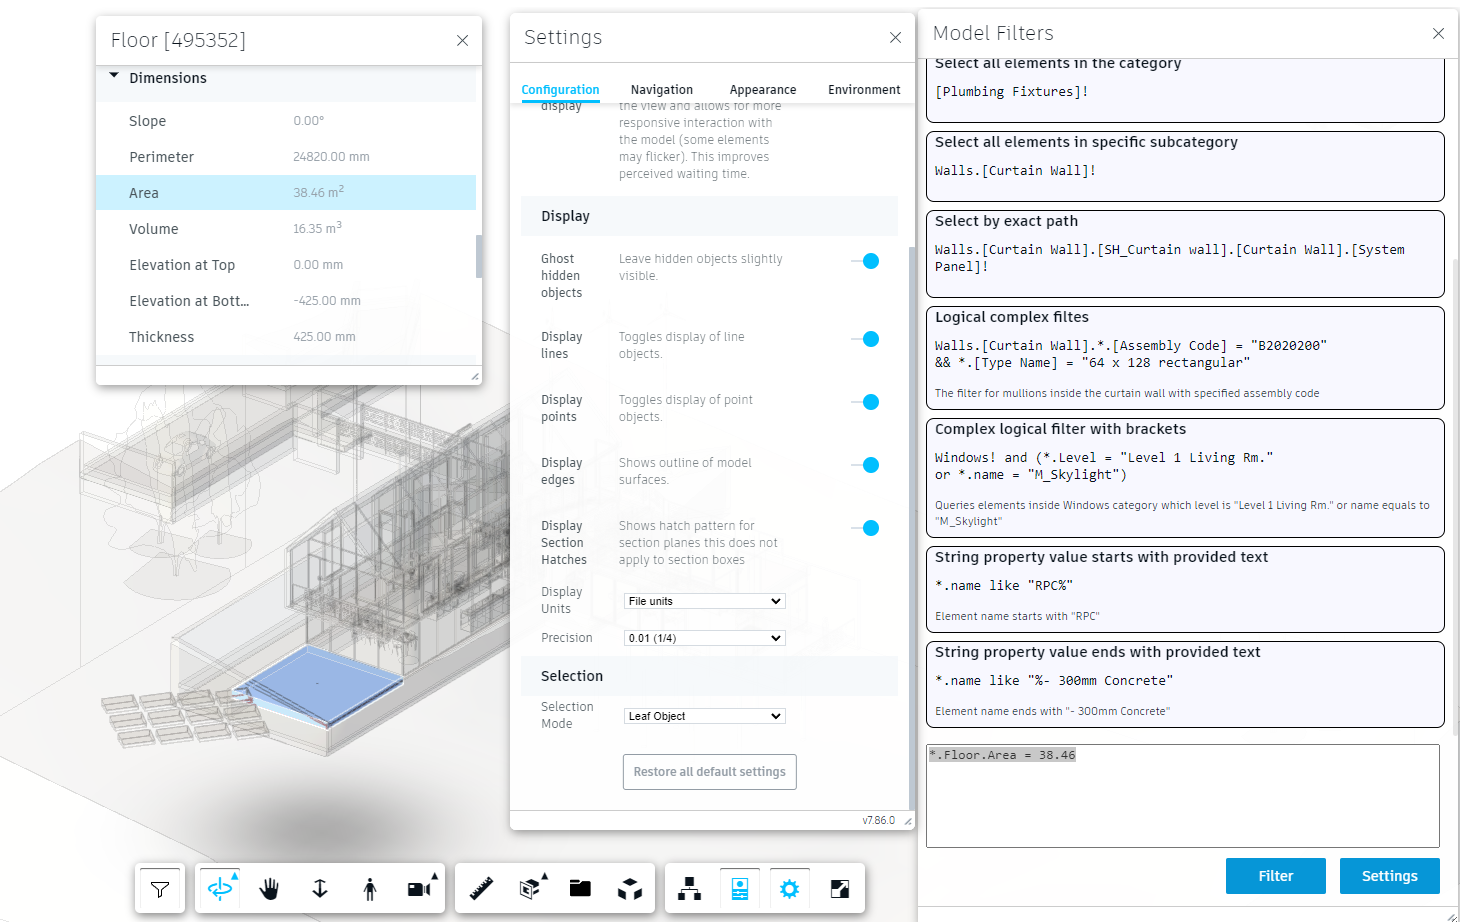 Floor [495352]
Dimensions
Slope 0.00°
Perimeter 24820.00 mm
Area 38.46 m²
Volume 16.35 m³
Elevation at Top 0.00 mm
Elevation at Bott... -425.00 mm
Thickness 425.00 mm
Settings
Configuration Navigation Appearance Environment
display
the view and allows for more
responsive interaction with
the model (some elements
may flicker). This improves
perceived waiting time.
Display
Ghost
hidden
objects
Leave hidden objects slightly
visible.
Display
lines
Toggles display of line
objects.
Display
points
Toggles display of point
objects.
Display
edges
Shows outline of model
surfaces.
Display
Section
Hatches
Shows hatch pattern for
section planes this does not
apply to section boxes
Display
Units
File units
Precision 0.01 (1/4)
Selection
Selection
Mode
Leaf Object
Restore all default settings
v7.86.0
Model Filters
Select all elements in the category
[Plumbing Fixtures]!
Select all elements in specific subcategory
Walls.[Curtain Wall]!
Select by exact path
Walls.[Curtain Wall].[SH_Curtain wall].[Curtain Wall].[System
Panel]!
Logical complex filtes
Walls.[Curtain Wall].*.[Assembly Code] = "B2020200"
&& *.[Type Name] = "64 x 128 rectangular"
The filter for mullions inside the curtain wall with specified assembly code
Complex logical filter with brackets
Windows! and (*.Level = "Level 1 Living Rm."
or *.name = "M_Skylight")
Queries elements inside Windows category which level is "Level 1 Living Rm." or name equals to
"M_Skylight"
String property value starts with provided text
*.name like "RPC%"
Element name starts with "RPC"
String property value ends with provided text
*.name like "%- 300mm Concrete"
Element name ends with "- 300mm Concrete"
*.Floor.Area = 38.46
Filter Settings